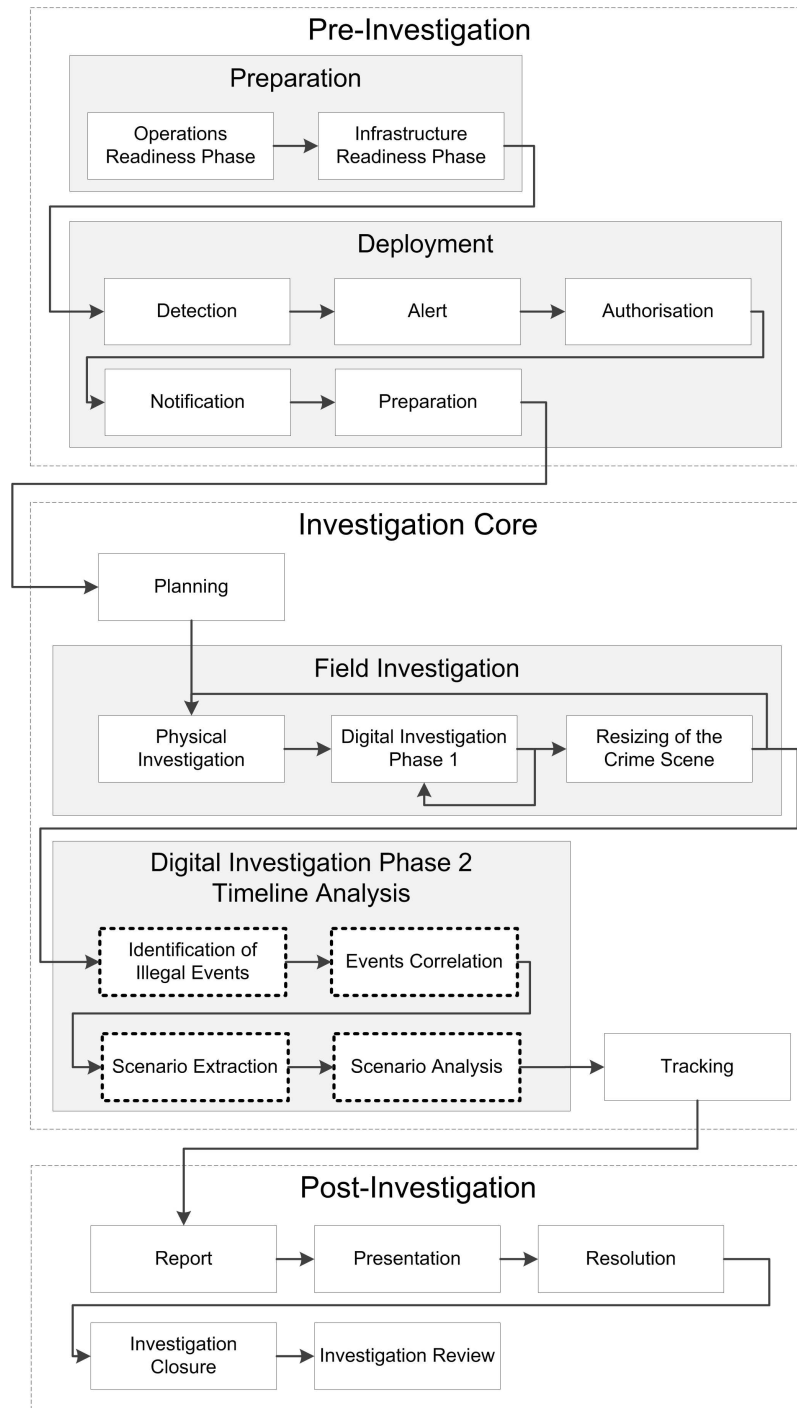 Pre-Investigation
Preparation
Operations
Readiness Phase
Infrastructure
Readiness Phase
Deployment
Detection
Alert
Authorisation
Notification
Preparation
Investigation Core
Planning
Field Investigation
Physical
Investigation
Digital Investigation
Phase 1
Resizing of the
Crime Scene
Digital Investigation Phase 2
Timeline Analysis
Identification of
Illegal Events
Events Correlation
Scenario Extraction
Scenario Analysis
Tracking
Post-Investigation
Report
Presentation
Resolution
Investigation
Closure
Investigation Review